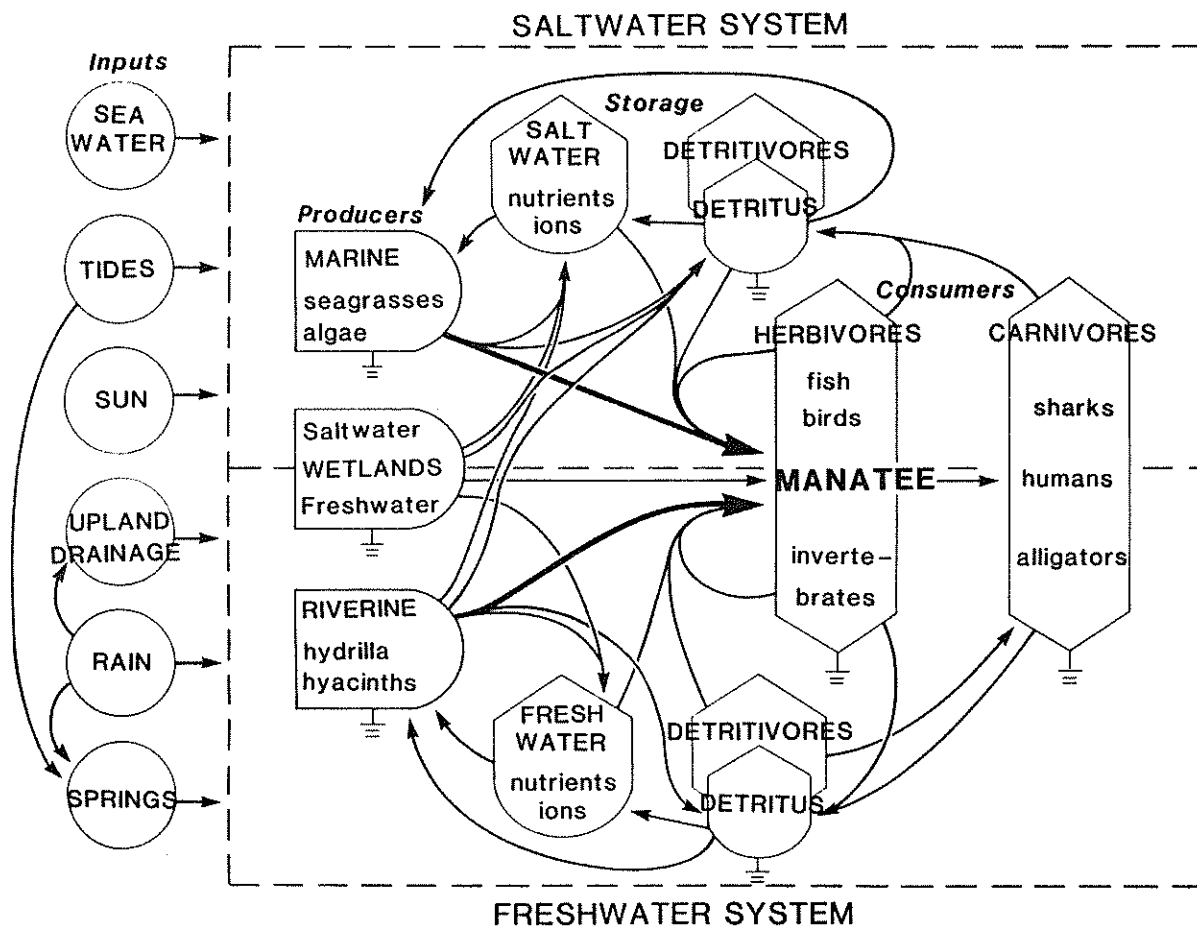 SALTWATER SYSTEM
Inputs
SEA
WATER
TIDES
SUN
UPLAND
DRAINAGE
RAIN
SPRINGS
Storage
SALT
WATER
nutrients
ions
DETRITIVORES
DETRITUS
Producers
MARINE
seagrasses
algae
Saltwater
WETLANDS
Freshwater
RIVERINE
hydrilla
hyacinths
Consumers
HERBIVORES
fish
birds
MANATEE
inverte-
brates
CARNIVORES
sharks
humans
alligators
FRESH
WATER
nutrients
ions
DETRITIVORES
DETRITUS
FRESHWATER SYSTEM